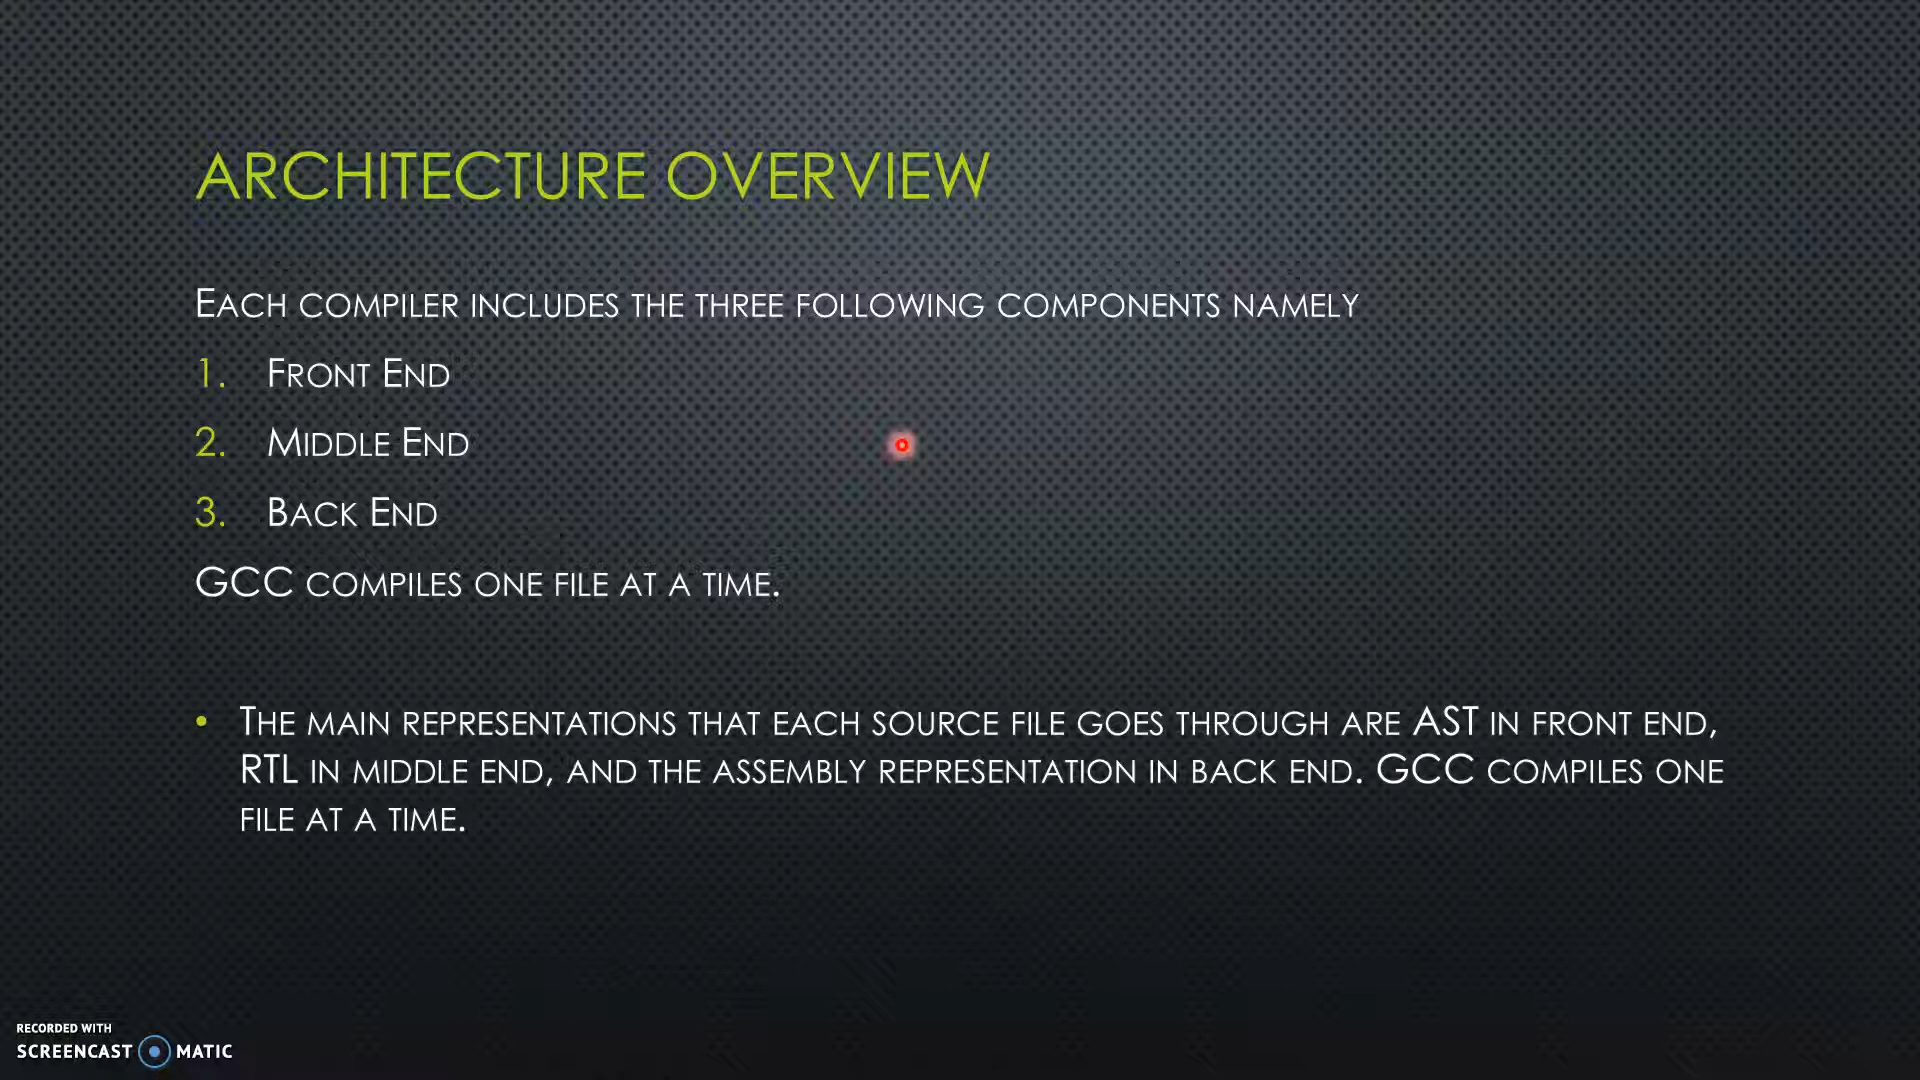 ARCHITECTURE OVERVIEW
EACH COMPILER INCLUDES THE THREE FOLLOWING COMPONENTS NAMELY
1. FRONT END
2. MIDDLE END
3. BACK END
GCC COMPILES ONE FILE AT A TIME.
• THE MAIN REPRESENTATIONS THAT EACH SOURCE FILE GOES THROUGH ARE AST IN FRONT END,
RTL IN MIDDLE END, AND THE ASSEMBLY REPRESENTATION IN BACK END. GCC COMPILES ONE
FILE AT A TIME.
RECORDED WITH
SCREENCAST MATIC